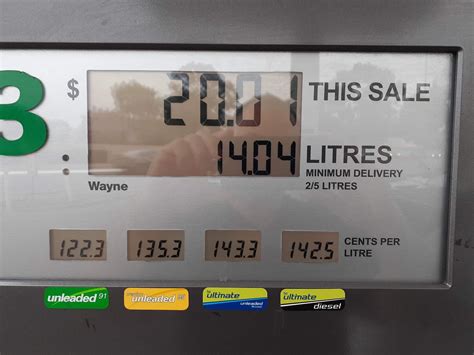 3
$ 20.01 THIS SALE
14.04 LITRES
MINIMUM DELIVERY
2/5 LITRES
Wayne
122.3 135.3 143.3 142.5 CENTS PER
LITRE
unleaded 91
unleaded
ultimate
unleaded
ultimate
diesel